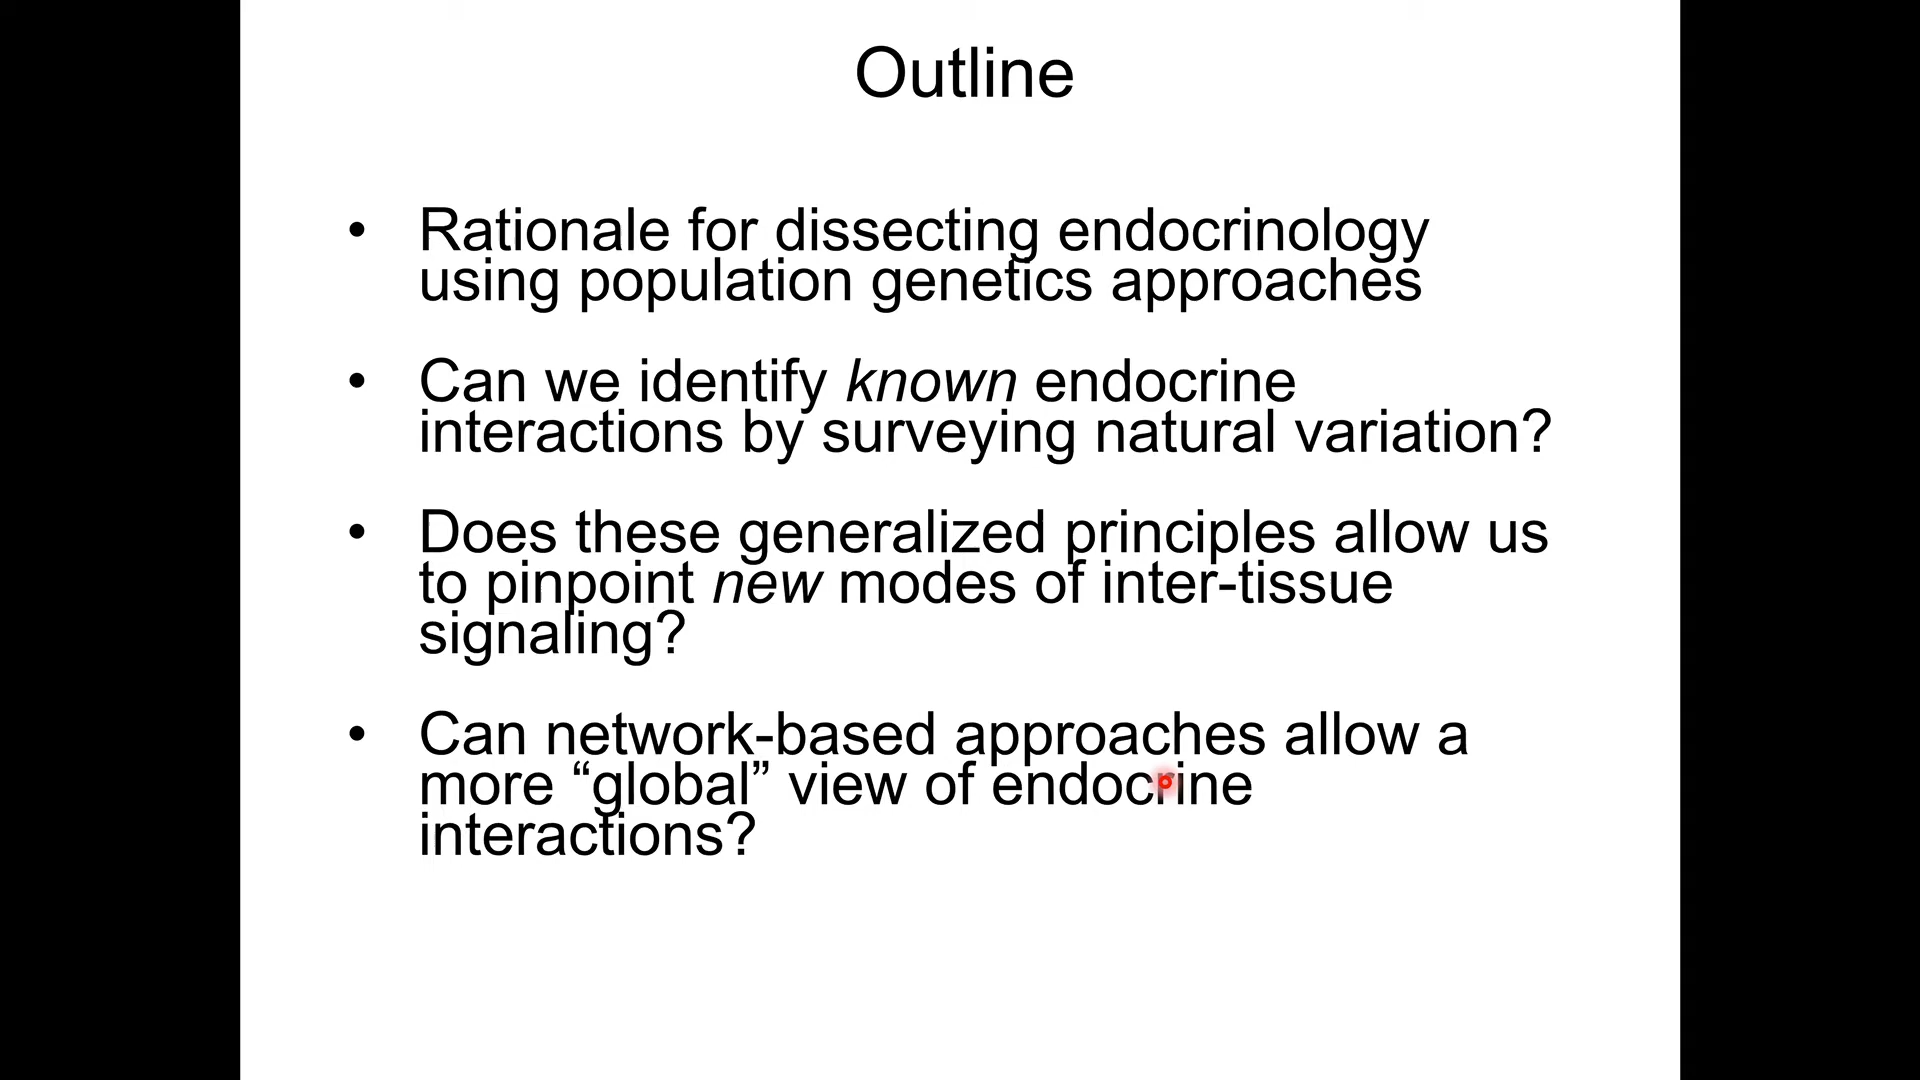 Outline
• Rationale for dissecting endocrinology
using population genetics approaches
• Can we identify known endocrine
interactions by surveying natural variation?
• Does these generalized principles allow us
to pinpoint new modes of inter-tissue
signaling?
• Can network-based approaches allow a
more “global” view of endocrine
interactions?